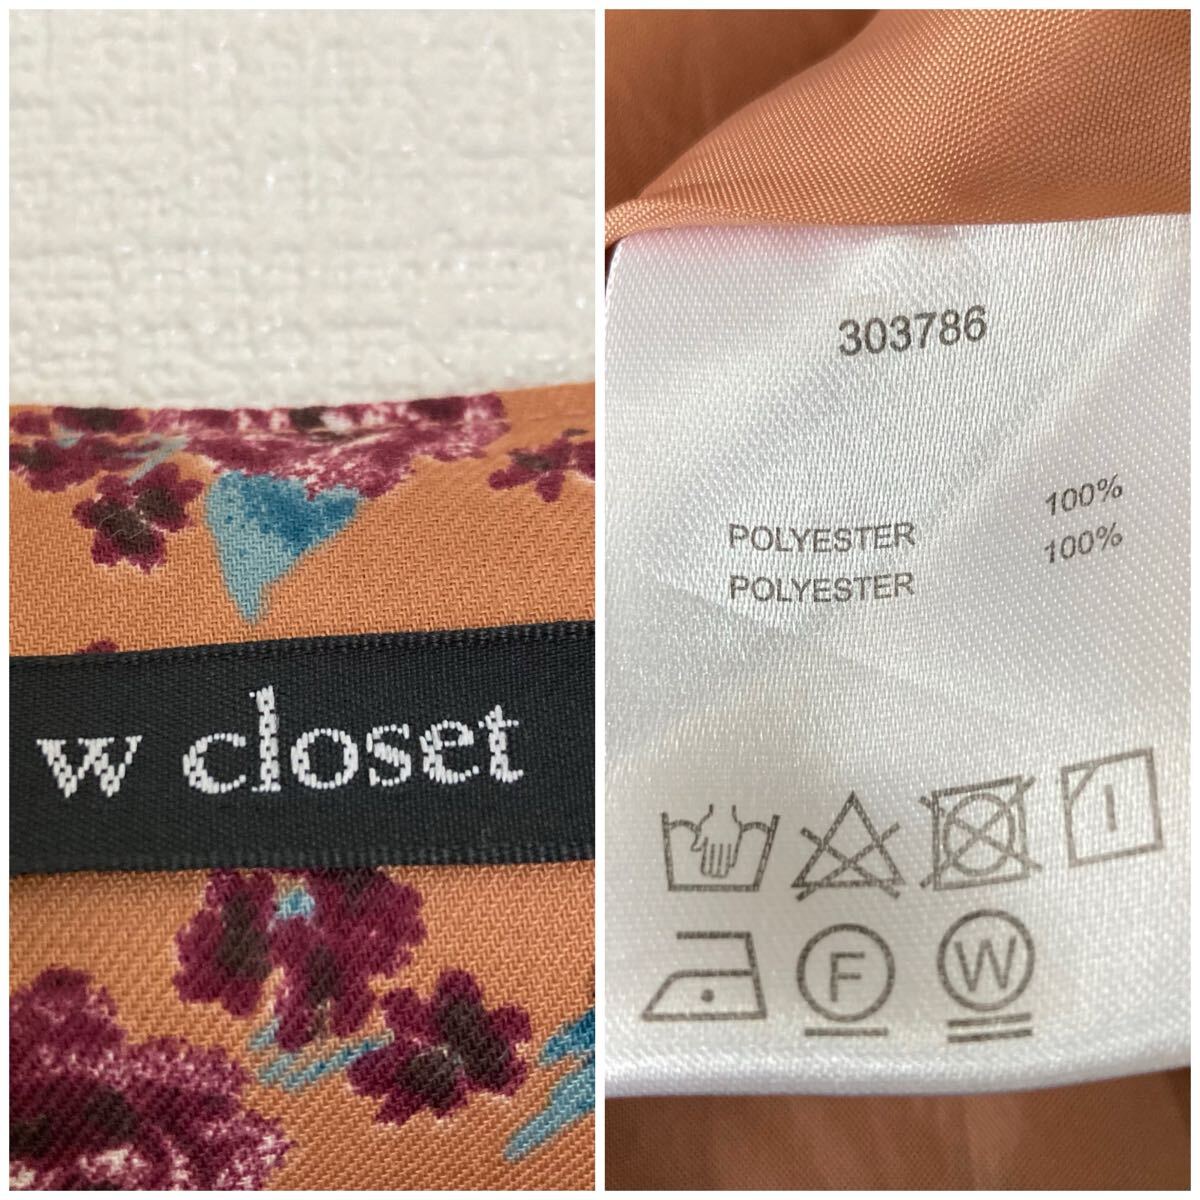 w closet
303786
POLYESTER 100%
POLYESTER 100%
F
W